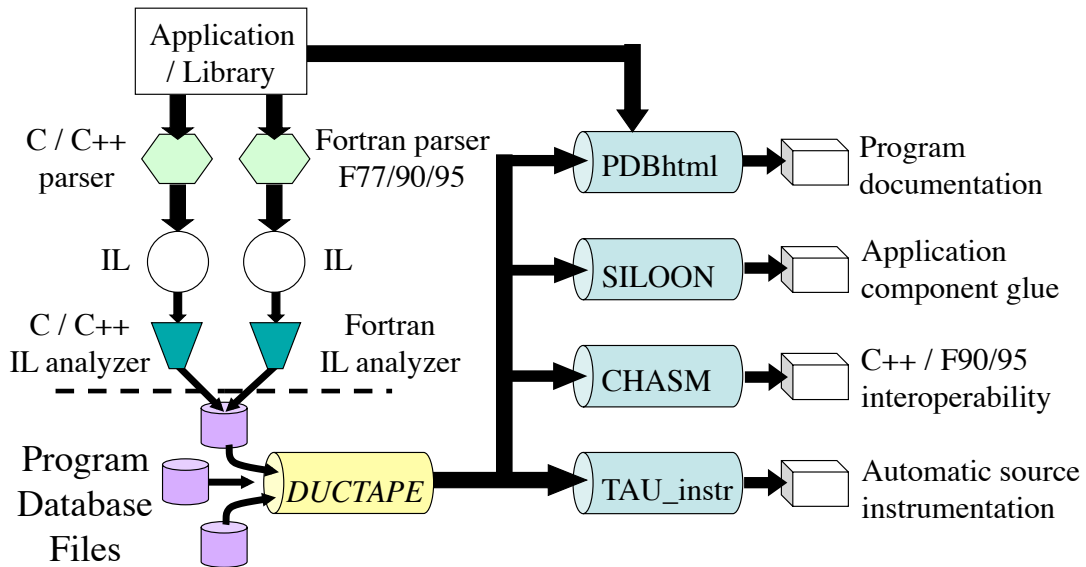 Application
/ Library
C / C++
parser
Fortran parser
F77/90/95
IL
IL
C / C++
IL analyzer
Fortran
IL analyzer
Program
Database
Files
DUCTAPE
PDBhtml
Program
documentation
SILOON
Application
component glue
CHASM
C++ / F90/95
interoperability
TAU_instr
Automatic source
instrumentation